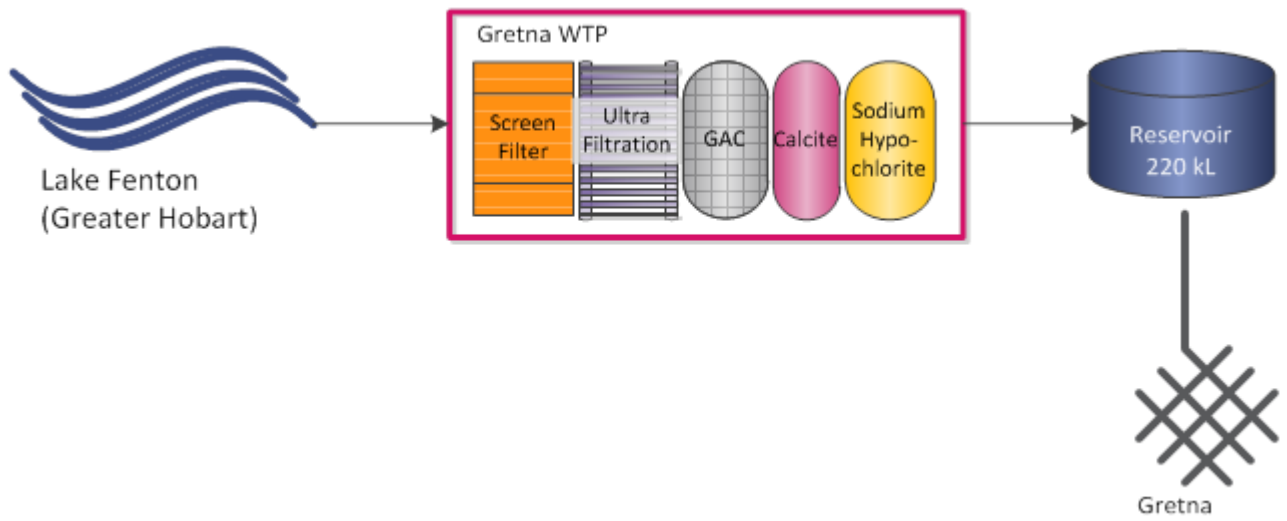 Gretna WTP
Screen
Filter
Ultra
Filtration
GAC
Calcite
Sodium
Hypo-
chlorite
Reservoir
220 kL
Lake Fenton
(Greater Hobart)
Gretna